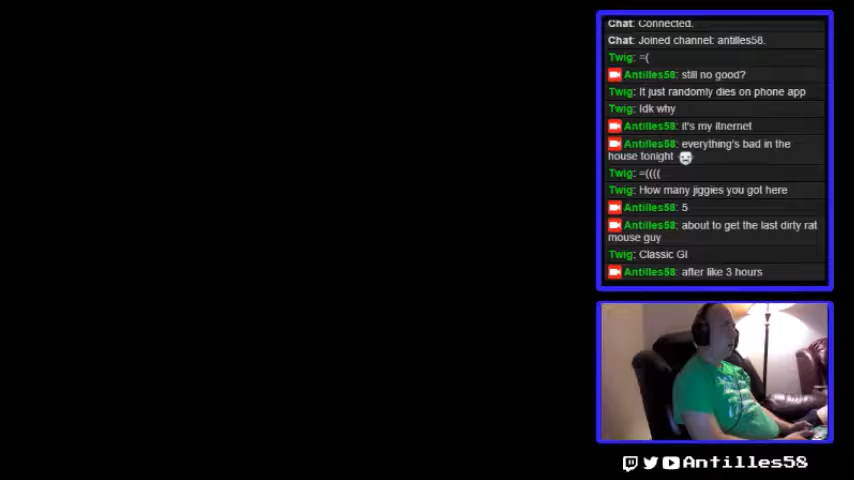 Chat: Connected.
Chat: Joined channel: antilles58.
Twig: =(
Antilles58: still no good?
Twig: It just randomly dies on phone app
Twig: Idk why
Antilles58: it's my itnernet
Antilles58: everything's bad in the
house tonight
Twig: =((((
Twig: How many jiggies you got here
Antilles58: 5
Antilles58: about to get the last dirty rat
mouse guy
Twig: Classic GI
Antilles58: after like 3 hours
Antilles58